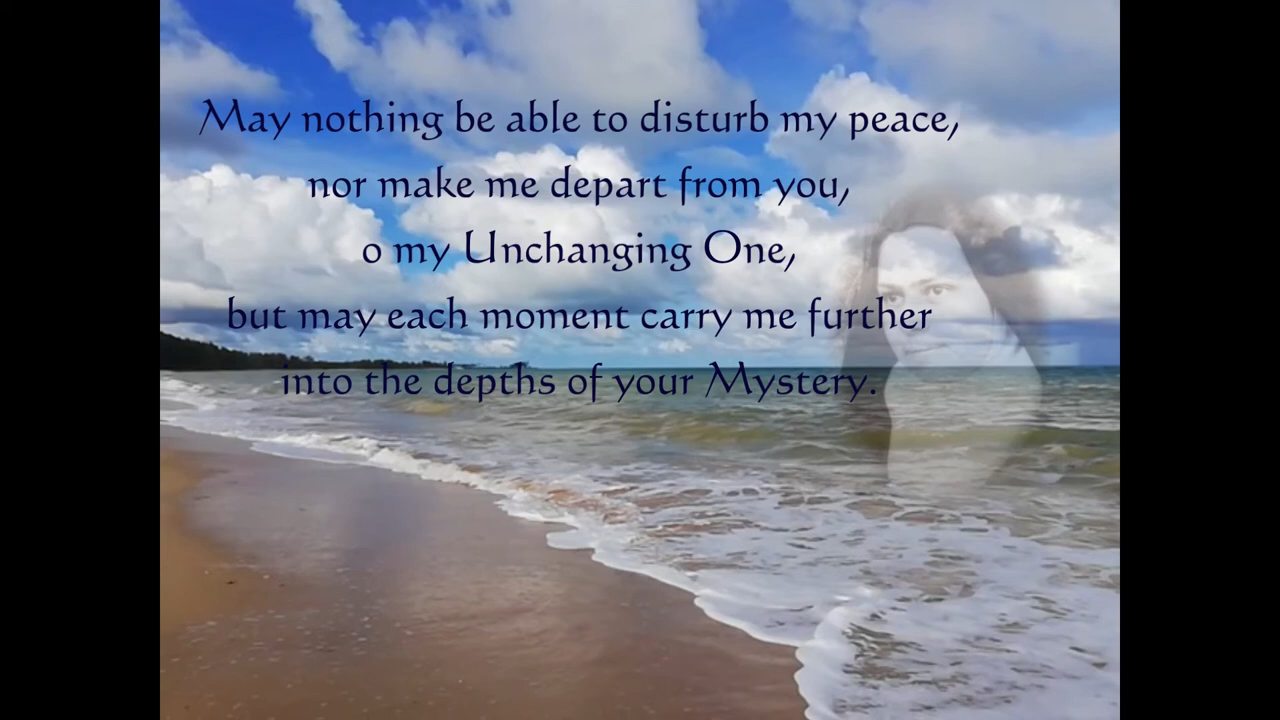 May nothing be able to disturb my peace,
nor make me depart from you,
o my Unchanging One,
but may each moment carry me further
into the depths of your Mystery.